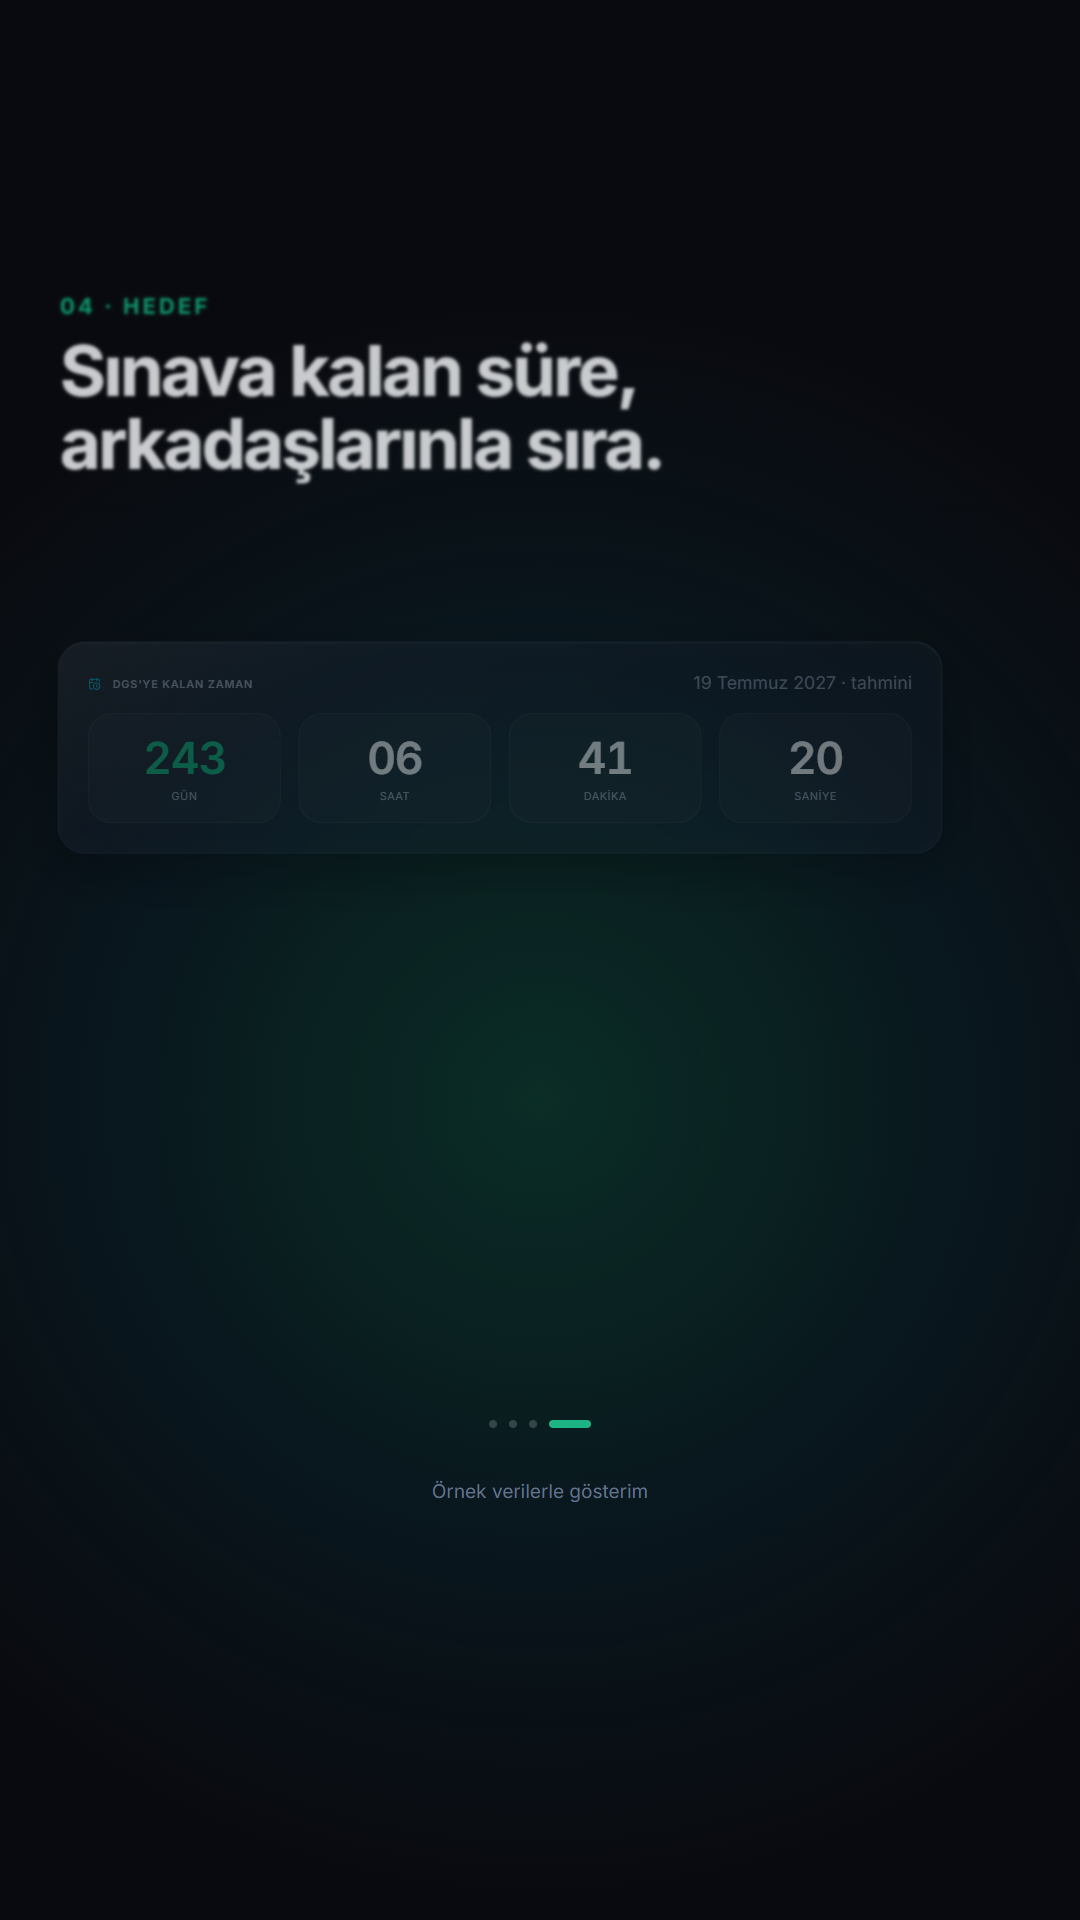 04 · HEDEF
Sınava kalan süre,
arkadaşlarınla sıra.
DGS'YE KALAN ZAMAN
19 Temmuz 2027 · tahmini
243
06
41
20
GÜN
SAAT
DAKİKA
SANİYE
Örnek verilerle gösterim